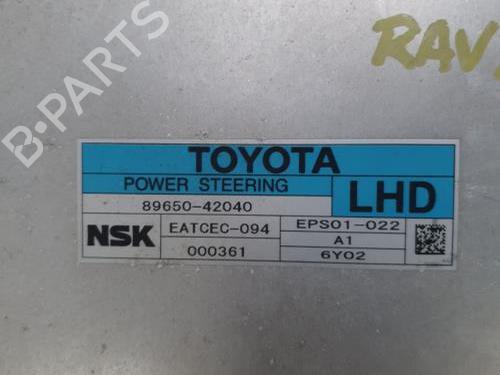 RAV
B-PARTS
TOYOTA
POWER STEERING
LHD
89650-42040
NSK
EATCEC-094
EPS01-022
A1
000361
6Y02